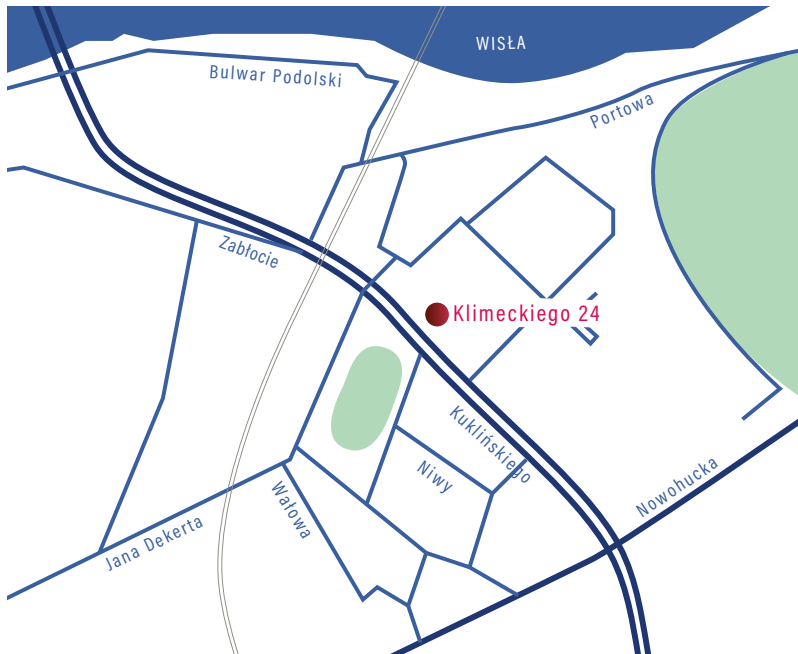 WISŁA
Bulwar Podolski
Portowa
Zabłocie
Klimeckiego 24
Kuklińskiego
Niwy
Nowohucka
Wałowa
Jana Dekerta